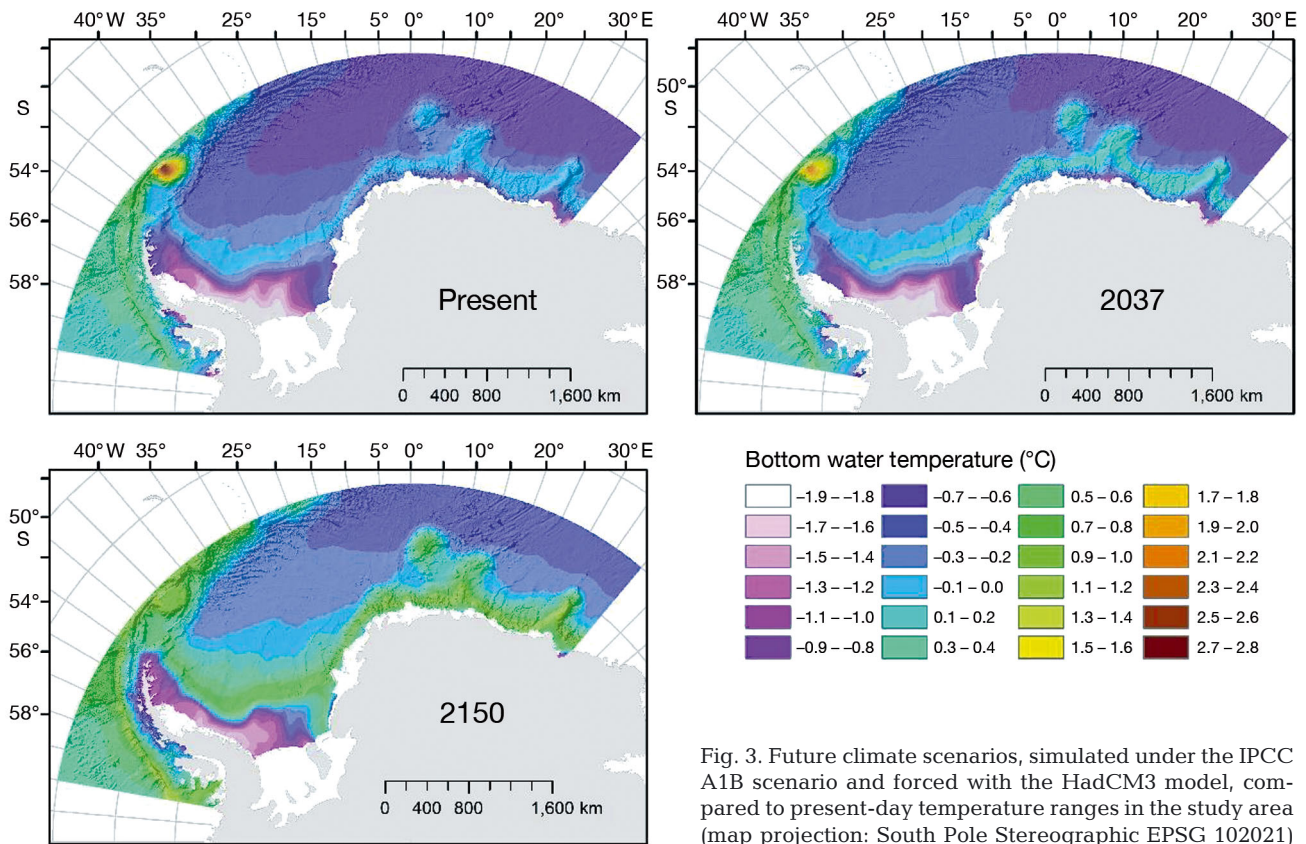 40° W 35° 25° 15° 5° 0° 10° 20° 30° E
S
54°
56°
58°
Present
0 400 800 1,600 km
40° W 35° 25° 15° 5° 0° 10° 20° 30° E
50°
S
54°
56°
58°
2037
0 400 800 1,600 km
40° W 35° 25° 15° 5° 0° 10° 20° 30° E
50°
S
54°
56°
58°
2150
0 400 800 1600 km
Bottom water temperature (°C)
–1.9 – –1.8 –0.7 – –0.6 0.5 – 0.6 1.7 – 1.8
–1.7 – –1.6 –0.5 – –0.4 0.7 – 0.8 1.9 – 2.0
–1.5 – –1.4 –0.3 – –0.2 0.9 – 1.0 2.1 – 2.2
–1.3 – –1.2 –0.1 – 0.0 1.1 – 1.2 2.3 – 2.4
–1.1 – –1.0 0.1 – 0.2 1.3 – 1.4 2.5 – 2.6
–0.9 – –0.8 0.3 – 0.4 1.5 – 1.6 2.7 – 2.8
Fig. 3. Future climate scenarios, simulated under the IPCC
A1B scenario and forced with the HadCM3 model, com-
pared to present-day temperature ranges in the study area
(map projection: South Pole Stereographic EPSG 102021)